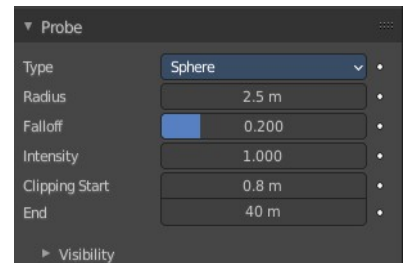 Probe
Type Sphere
Radius 2.5 m
Falloff 0.200
Intensity 1.000
Clipping Start 0.8 m
End 40 m
Visibility